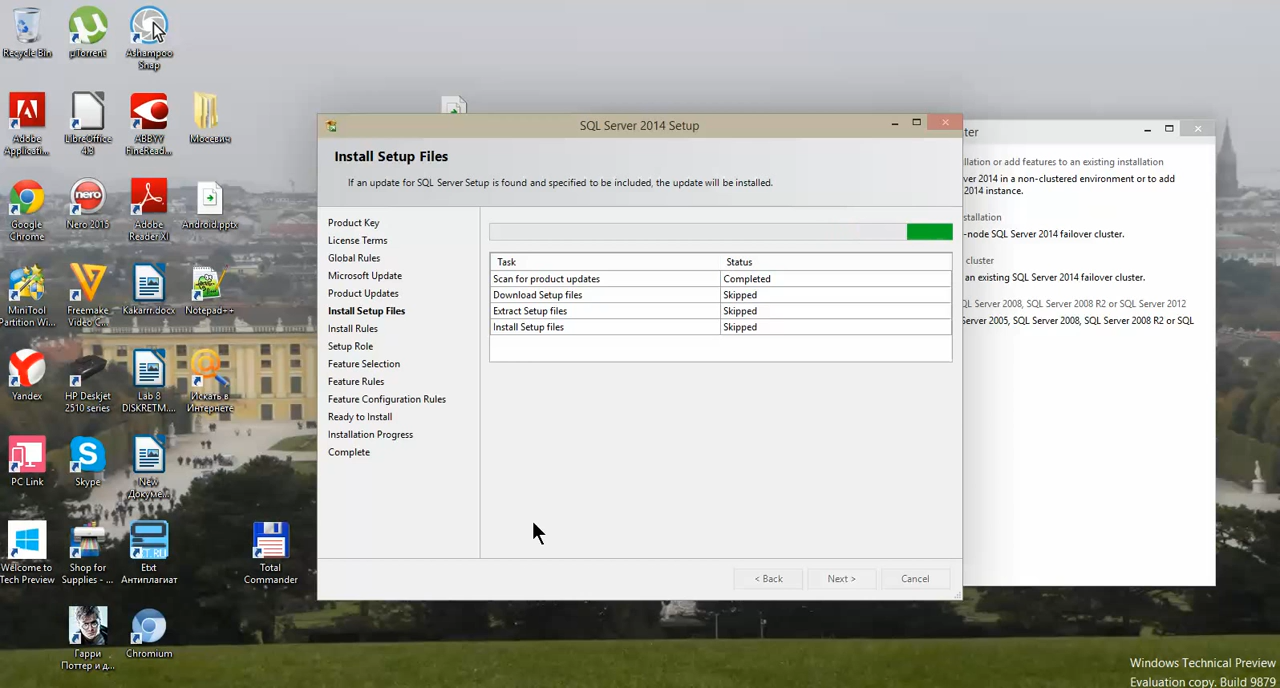 Recycle Bin
µTorrent
Ashampoo
Snap
Adobe
Applicati...
LibreOffice
4.3
ABBYY
FineRead...
Мосевич
Google
Chrome
Nero 2015
Adobe
Reader XI
Android.pptx
MiniTool
Partition Wi...
Freemake
Video C...
Kakarrr.docx
Notepad++
Yandex
HP Deskjet
2510 series
Lab 8
DISKRETM....
Искать в
Интернете
PC Link
Skype
New
Докуме...
Welcome to
Tech Preview
Shop for
Supplies - ...
Etxt
Антиплагиат
Total
Commander
Гарри
Поттер и д...
Chromium
SQL Server 2014 Setup
Install Setup Files
If an update for SQL Server Setup is found and specified to be included, the update will be installed.
Product Key
License Terms
Global Rules
Microsoft Update
Product Updates
Install Setup Files
Install Rules
Setup Role
Feature Selection
Feature Rules
Feature Configuration Rules
Ready to Install
Installation Progress
Complete
Task Status
Scan for product updates Completed
Download Setup files Skipped
Extract Setup files Skipped
Install Setup files Skipped
< Back Next > Cancel
ter
llation or add features to an existing installation
ver 2014 in a non-clustered environment or to add
2014 instance.
stallation
-node SQL Server 2014 failover cluster.
cluster
an existing SQL Server 2014 failover cluster.
QL Server 2008, SQL Server 2008 R2 or SQL Server 2012
erver 2005, SQL Server 2008, SQL Server 2008 R2 or SQL
Windows Technical Preview
Evaluation copy. Build 9879